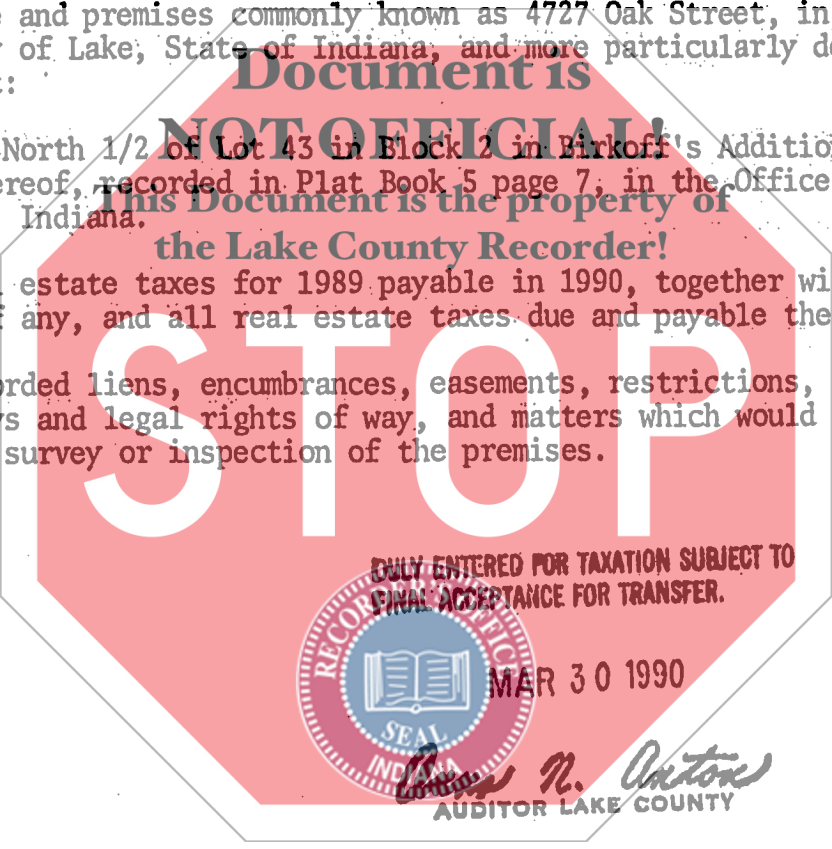 and premises commonly known as 4727 Oak Street, in
of Lake, State of Indiana, and more particularly
Document is
NOT OFFICIAL!
North 1/2 of Lot 43 in Block 2 in Birkoff's Addition
recorded in Plat Book 5 page 7, in the Office
This Document is the property of
Indiana.
the Lake County Recorder!
estate taxes for 1989 payable in 1990, together
any, and all real estate taxes due and payable
STOP
liens, encumbrances, easements, restrictions,
and legal rights of way, and matters which would
survey or inspection of the premises.
DULY ENTERED FOR TAXATION SUBJECT TO
FINAL ACCEPTANCE FOR TRANSFER.
RECORDER'S OFFICE
MAR 30 1990
SEAL
INDIANA
N. Anton
AUDITOR LAKE COUNTY